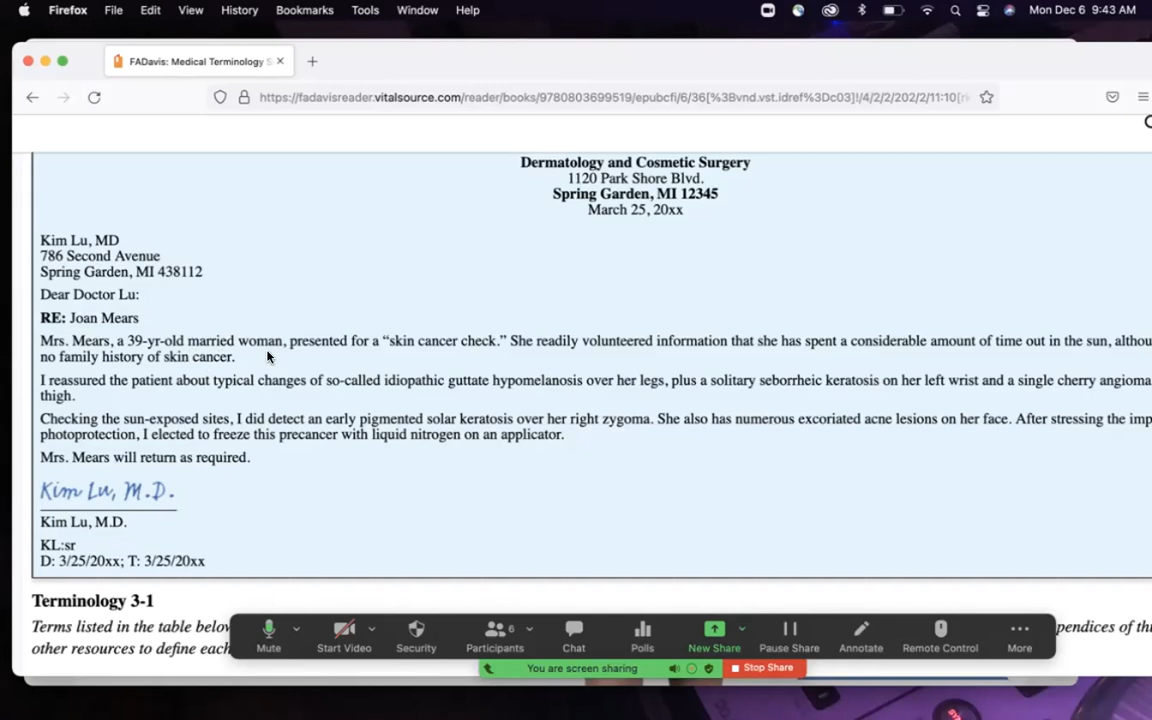 Firefox File Edit View History Bookmarks Tools Window Help Mon Dec 6 9:43 AM
FADavis: Medical Terminology S
https://fadavisreader.vitalsource.com/reader/books/9780803699519/epubcfi/6/36[%3Bvnd.vst.idref%3Dc03]!/4/2/2/202/2/11:10[
Dermatology and Cosmetic Surgery
1120 Park Shore Blvd.
Spring Garden, MI 12345
March 25, 20xx
Kim Lu, MD
786 Second Avenue
Spring Garden, MI 438112
Dear Doctor Lu:
RE: Joan Mears
Mrs. Mears, a 39-yr-old married woman, presented for a “skin cancer check.” She readily volunteered information that she has spent a considerable amount of time out in the sun, althou
no family history of skin cancer.
I reassured the patient about typical changes of so-called idiopathic guttate hypomelanosis over her legs, plus a solitary seborrheic keratosis on her left wrist and a single cherry angioma
thigh.
Checking the sun-exposed sites, I did detect an early pigmented solar keratosis over her right zygoma. She also has numerous excoriated acne lesions on her face. After stressing the imp
photoprotection, I elected to freeze this precancer with liquid nitrogen on an applicator.
Mrs. Mears will return as required.
Kim Lu, M.D.
Kim Lu, M.D.
KL:sr
D: 3/25/20xx; T: 3/25/20xx
Terminology 3-1
Terms listed in the table below pendices of thi
other resources to define each
6
Mute Start Video Security Participants Chat Polls New Share Pause Share Annotate Remote Control More
You are screen sharing Stop Share